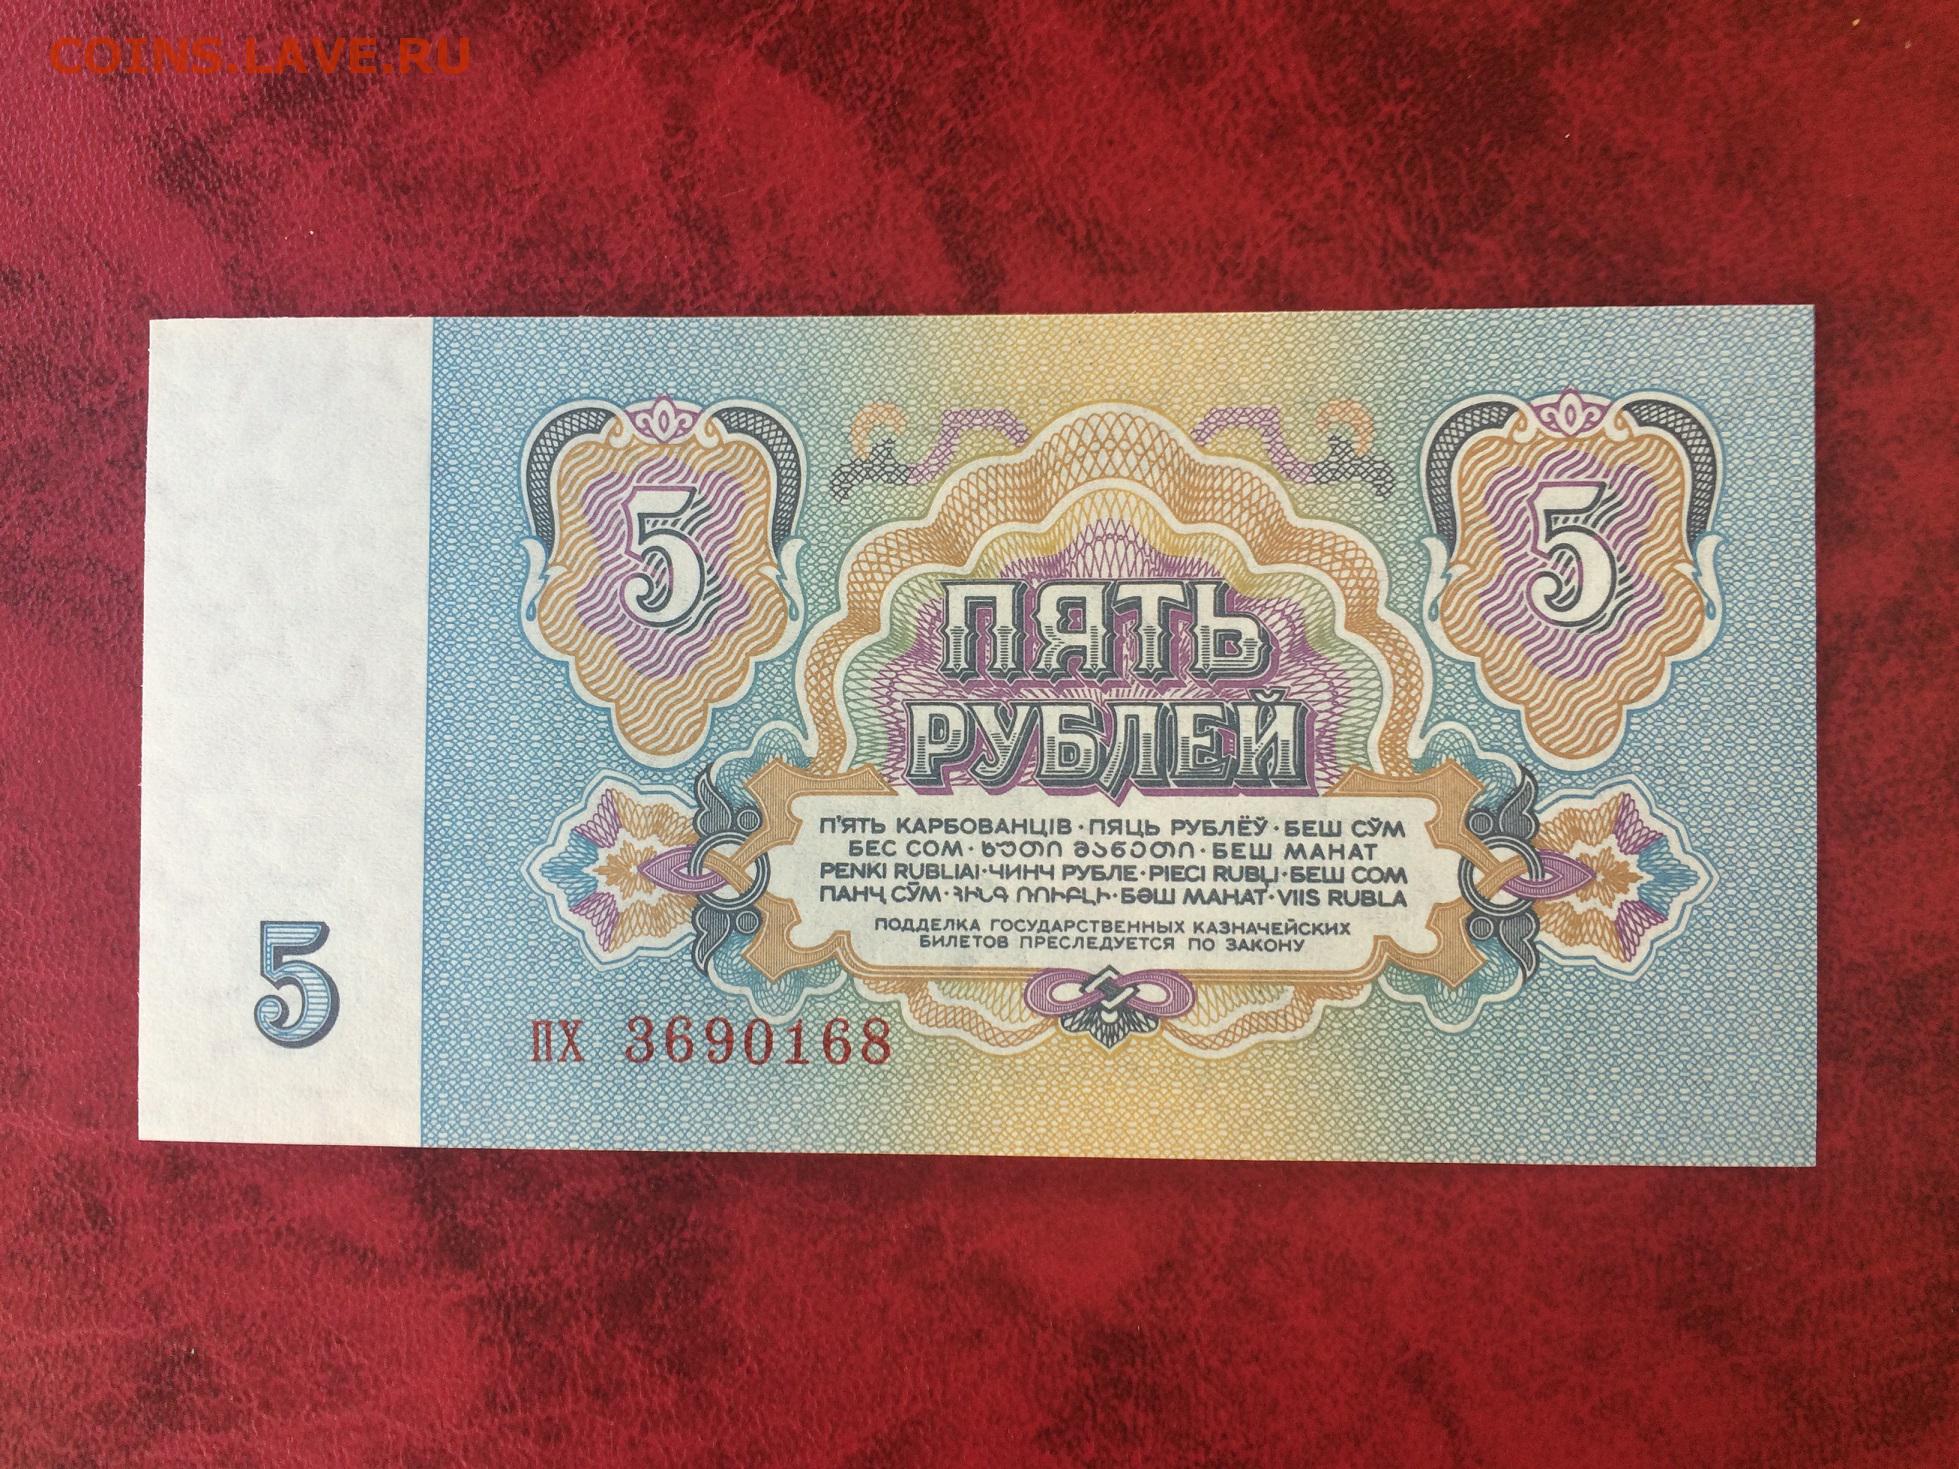 COINS.LAVE.RU
5
5
ПЯТЬ
РУБЛЕЙ
П'ЯТЬ КАРБОВАНЦІВ · ПЯЦЬ РУБЛЁЎ · БЕШ СЎМ
БЕС СОМ · ხუთი მანეთი · БЕШ МАНАТ
PENKI RUBLIAI · ЧИНЧ РУБЛЕ · PIECI RUBĻI · БЕШ СОМ
ПАНҶ СЎМ · ՀԻՆԳ ՌՈՒԲԼԻ · БӘШ МАНАТ · VIIS RUBLA
ПОДДЕЛКА ГОСУДАРСТВЕННЫХ КАЗНАЧЕЙСКИХ
БИЛЕТОВ ПРЕСЛЕДУЕТСЯ ПО ЗАКОНУ
5
ПХ 3690168